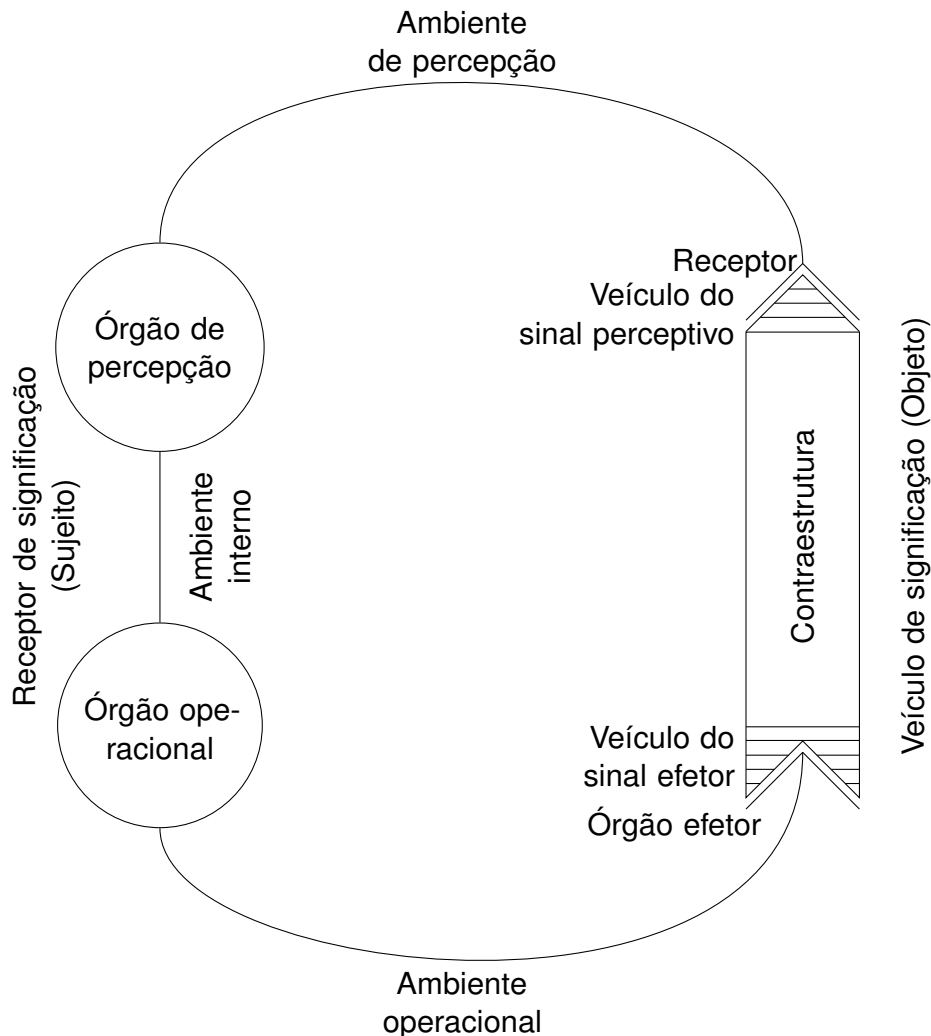 Ambiente
de percepção
Receptor
Veículo do
sinal perceptivo
Órgão de
percepção
Receptor de significação
(Sujeito)
Ambiente
interno
Contraestrutura
Veículo de significação (Objeto)
Órgão ope-
racional
Veículo do
sinal efetor
Órgão efetor
Ambiente
operacional